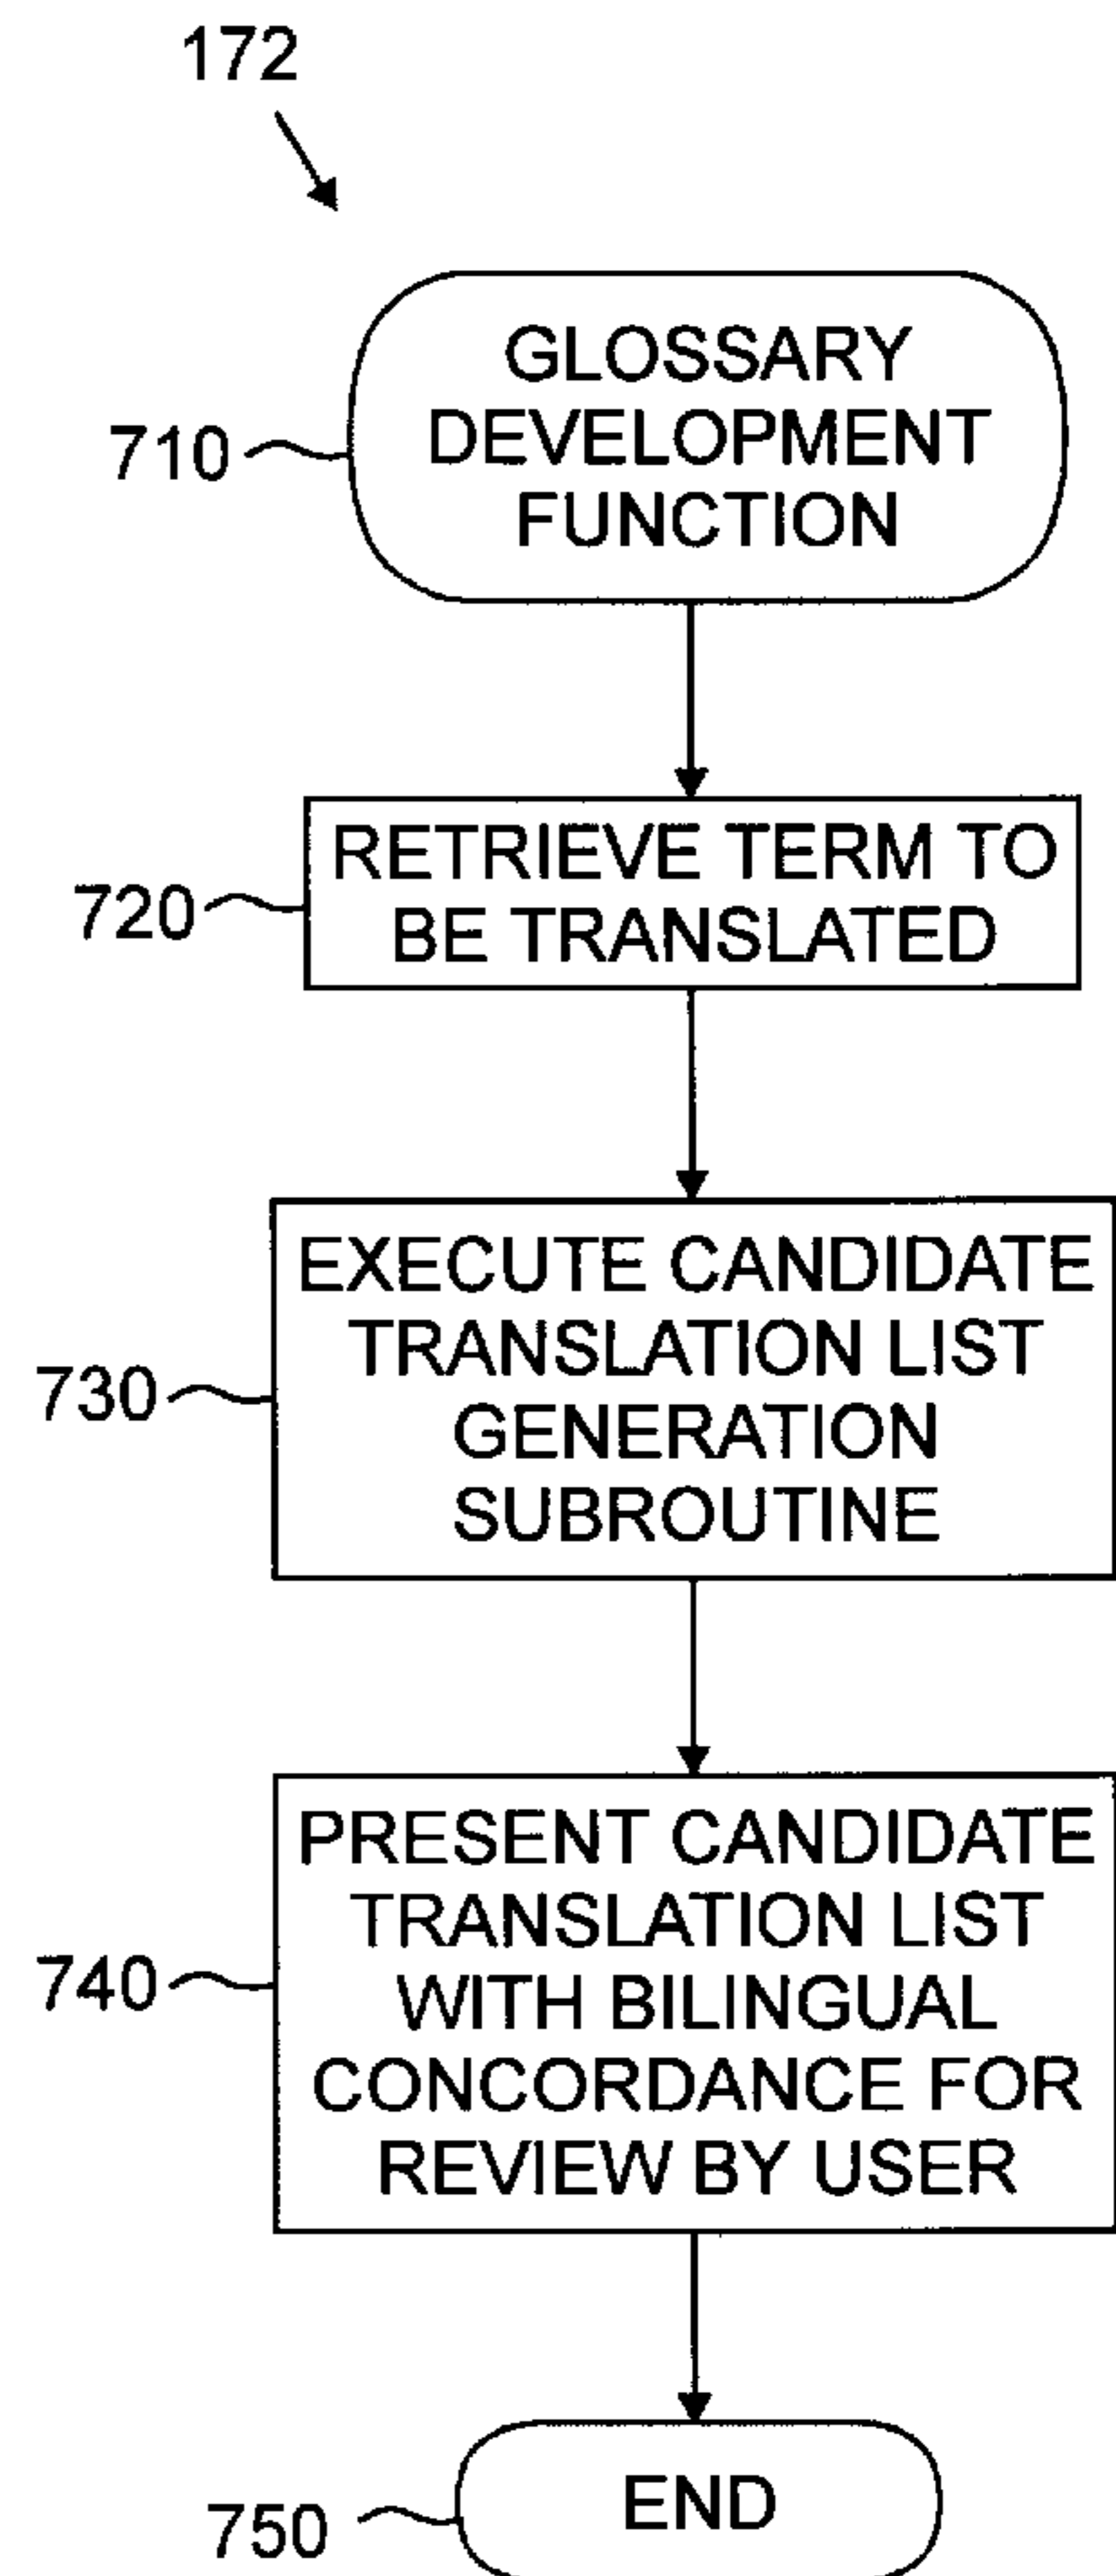 172
710
GLOSSARY
DEVELOPMENT
FUNCTION
720
RETRIEVE TERM TO
BE TRANSLATED
730
EXECUTE CANDIDATE
TRANSLATION LIST
GENERATION
SUBROUTINE
740
PRESENT CANDIDATE
TRANSLATION LIST
WITH BILINGUAL
CONCORDANCE FOR
REVIEW BY USER
750
END